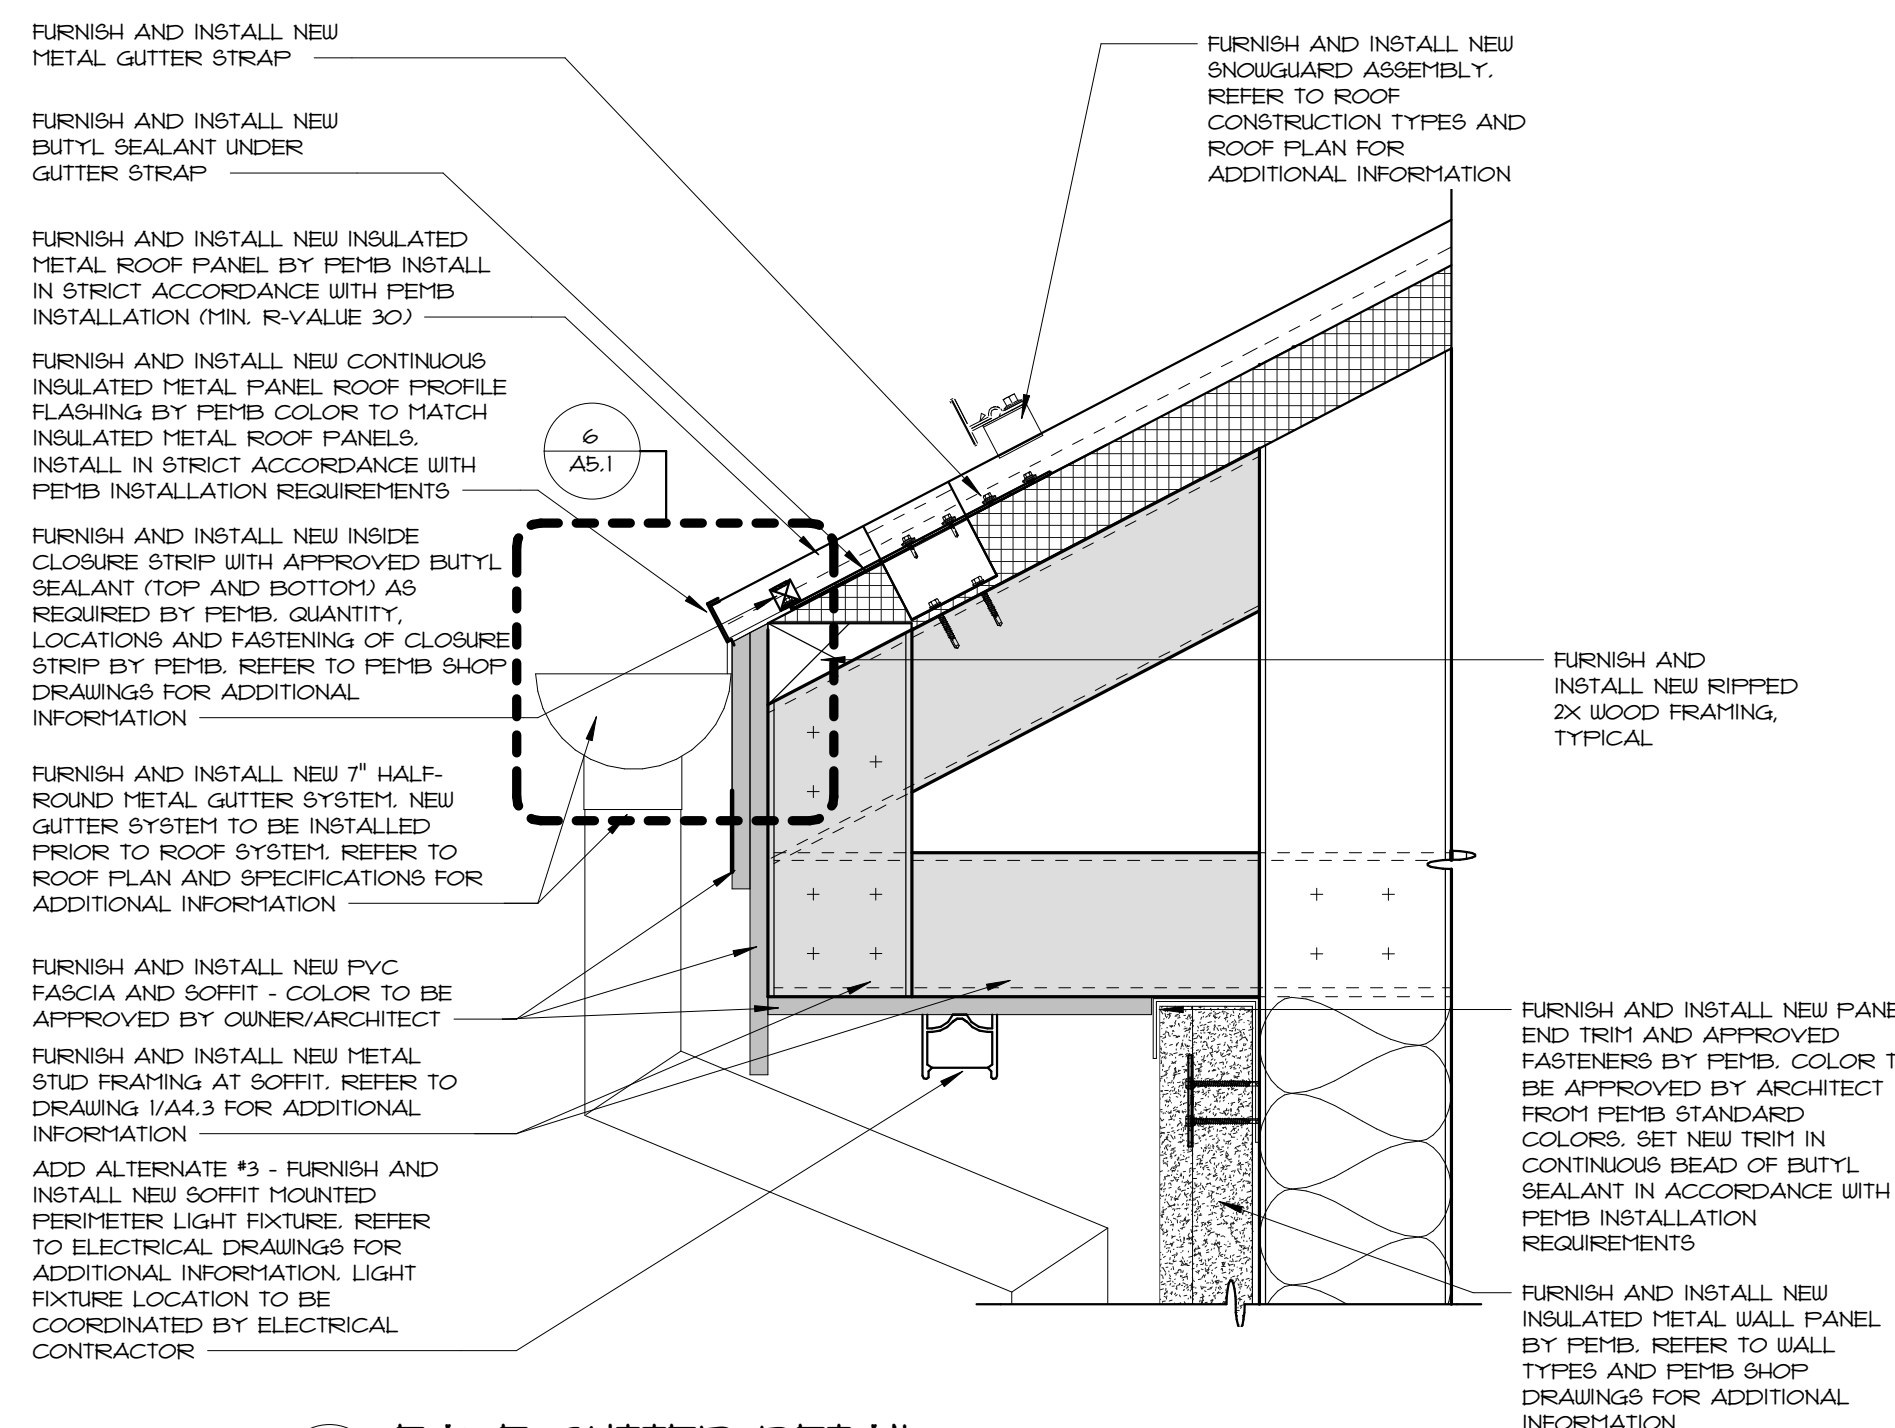 FURNISH AND INSTALL NEW
METAL GUTTER STRAP
FURNISH AND INSTALL NEW
BUTYL SEALANT UNDER
GUTTER STRAP
FURNISH AND INSTALL NEW INSULATED
METAL ROOF PANEL BY PEMB INSTALL
IN STRICT ACCORDANCE WITH PEMB
INSTALLATION (MIN. R-VALUE 30)
FURNISH AND INSTALL NEW CONTINUOUS
INSULATED METAL PANEL ROOF PROFILE
FLASHING BY PEMB COLOR TO MATCH
INSULATED METAL ROOF PANELS.
INSTALL IN STRICT ACCORDANCE WITH
PEMB INSTALLATION REQUIREMENTS
FURNISH AND INSTALL NEW INSIDE
CLOSURE STRIP WITH APPROVED BUTYL
SEALANT (TOP AND BOTTOM) AS
REQUIRED BY PEMB. QUANTITY,
LOCATIONS AND FASTENING OF CLOSURE
STRIP BY PEMB. REFER TO PEMB SHOP
DRAWINGS FOR ADDITIONAL
INFORMATION
FURNISH AND INSTALL NEW 7" HALF-
ROUND METAL GUTTER SYSTEM. NEW
GUTTER SYSTEM TO BE INSTALLED
PRIOR TO ROOF SYSTEM. REFER TO
ROOF PLAN AND SPECIFICATIONS FOR
ADDITIONAL INFORMATION
FURNISH AND INSTALL NEW PVC
FASCIA AND SOFFIT - COLOR TO BE
APPROVED BY OWNER/ARCHITECT
FURNISH AND INSTALL NEW METAL
STUD FRAMING AT SOFFIT. REFER TO
DRAWING 1/A4.3 FOR ADDITIONAL
INFORMATION
ADD ALTERNATE #3 - FURNISH AND
INSTALL NEW SOFFIT MOUNTED
PERIMETER LIGHT FIXTURE. REFER
TO ELECTRICAL DRAWINGS FOR
ADDITIONAL INFORMATION. LIGHT
FIXTURE LOCATION TO BE
COORDINATED BY ELECTRICAL
CONTRACTOR
6
A5.1
FURNISH AND INSTALL NEW
SNOWGUARD ASSEMBLY.
REFER TO ROOF
CONSTRUCTION TYPES AND
ROOF PLAN FOR
ADDITIONAL INFORMATION
FURNISH AND
INSTALL NEW RIPPED
2X WOOD FRAMING,
TYPICAL
FURNISH AND INSTALL NEW PANE
END TRIM AND APPROVED
FASTENERS BY PEMB. COLOR T
BE APPROVED BY ARCHITECT
FROM PEMB STANDARD
COLORS. SET NEW TRIM IN
CONTINUOUS BEAD OF BUTYL
SEALANT IN ACCORDANCE WITH
PEMB INSTALLATION
REQUIREMENTS
FURNISH AND INSTALL NEW
INSULATED METAL WALL PANEL
BY PEMB. REFER TO WALL
TYPES AND PEMB SHOP
DRAWINGS FOR ADDITIONAL
INFORMATION